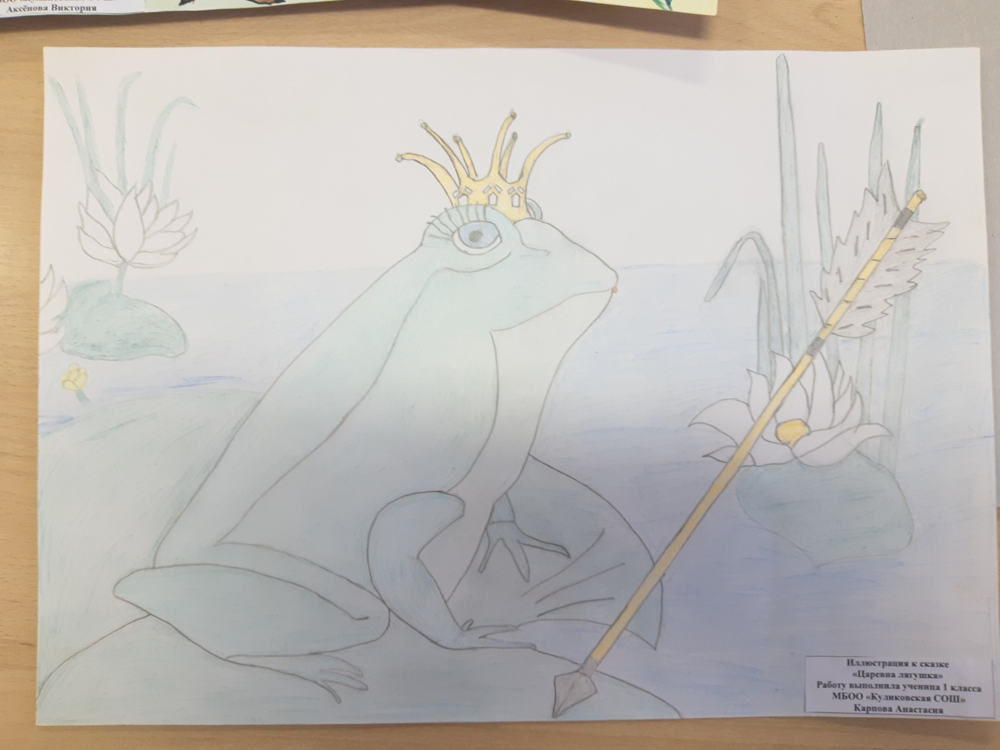 Аксёнова Виктория
Иллюстрация к сказке
«Царевна лягушка»
Работу выполнила ученица 1 класса
МБОО «Куликовская СОШ»
Карпова Анастасия